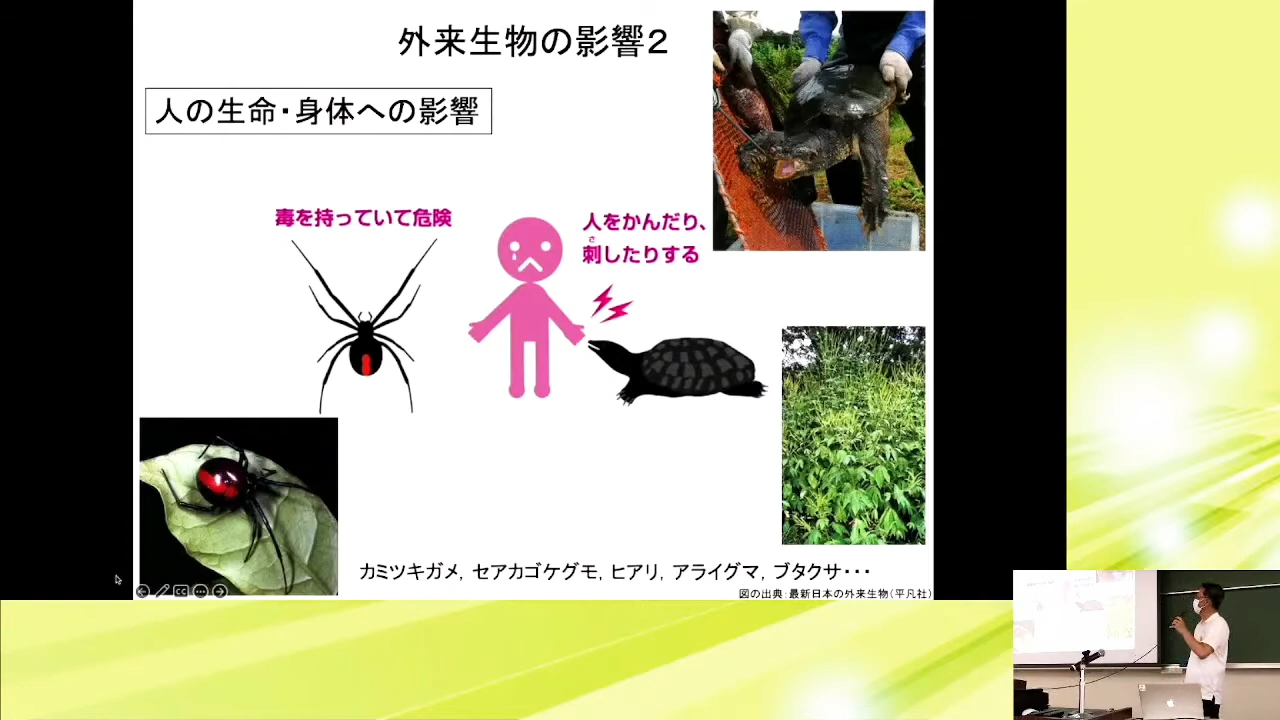 外来生物の影響２
人の生命・身体への影響
毒を持っていて危険
人をかんだり、
さ
刺したりする
カミツキガメ，セアカゴケグモ，ヒアリ，アライグマ，ブタクサ・・・
図の出典：最新日本の外来生物（平凡社）
CC